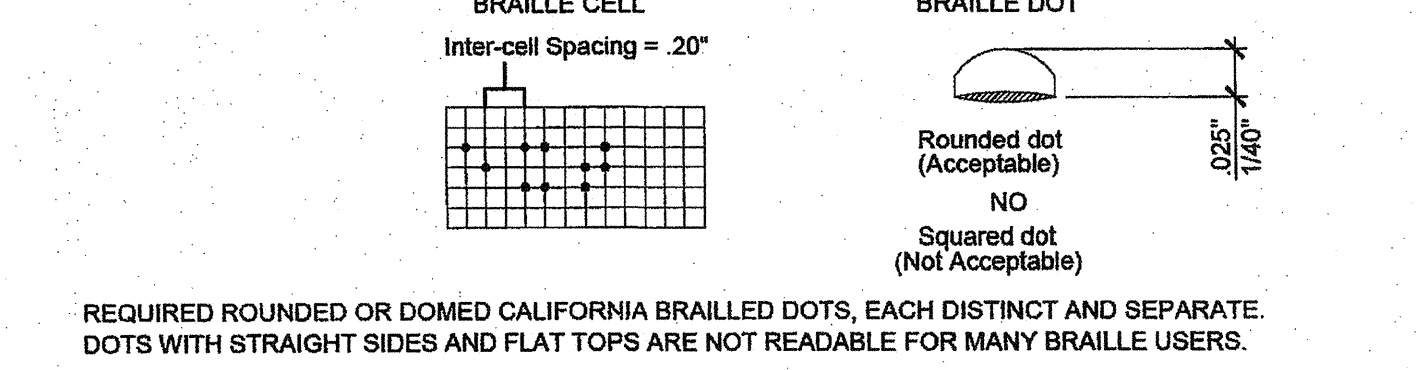 BRAILLE CELL
Inter-cell Spacing = .20"
BRAILLE DOT
Rounded dot
(Acceptable)
NO
Squared dot
(Not Acceptable)
.025"
1/40"
REQUIRED ROUNDED OR DOMED CALIFORNIA BRAILLED DOTS, EACH DISTINCT AND SEPARATE.
DOTS WITH STRAIGHT SIDES AND FLAT TOPS ARE NOT READABLE FOR MANY BRAILLE USERS.